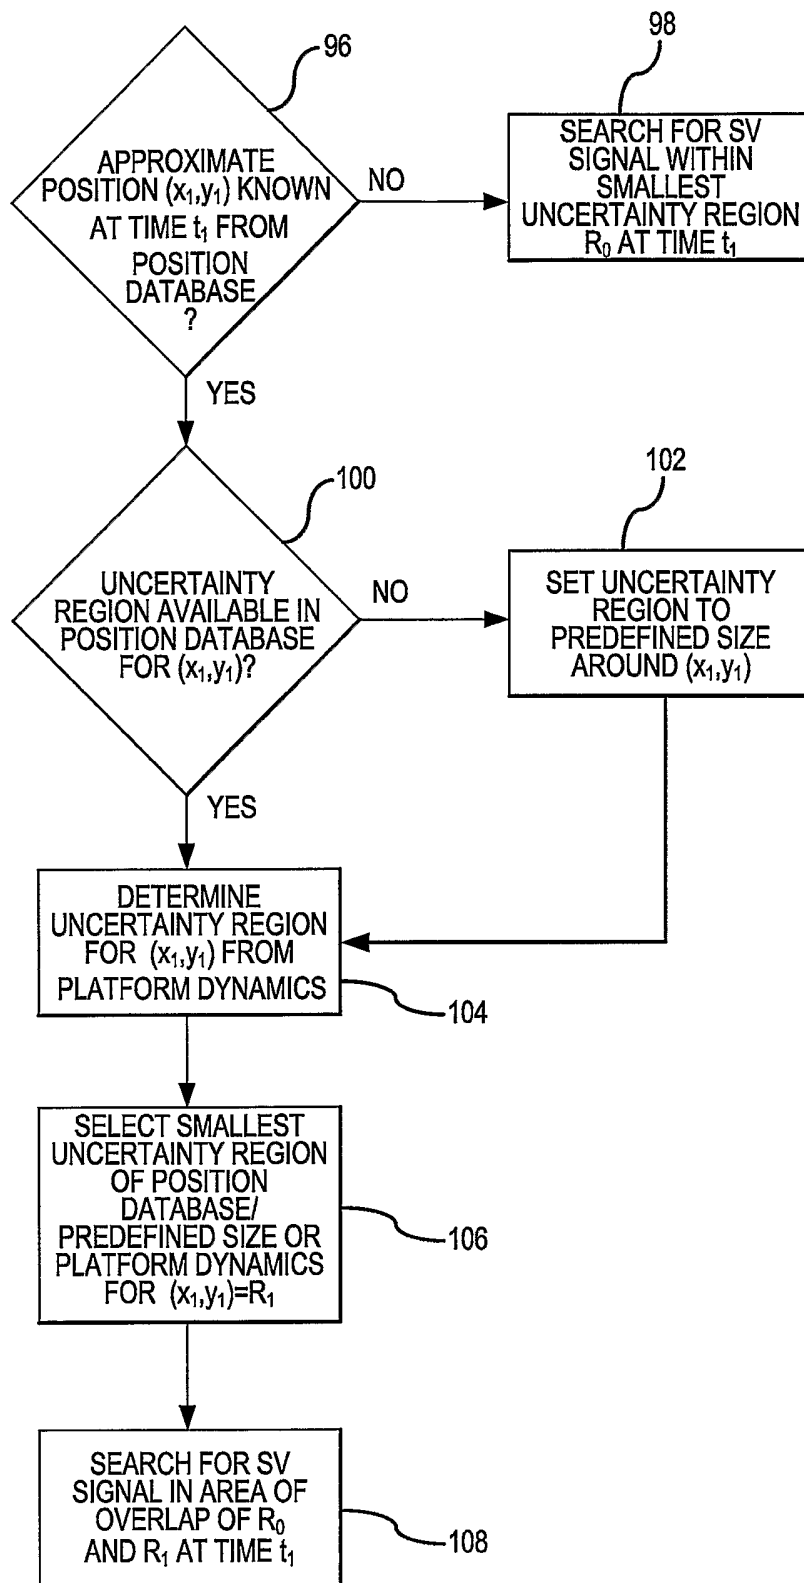 96
APPROXIMATE
POSITION (x₁,y₁) KNOWN
AT TIME t₁ FROM
POSITION
DATABASE
?
NO
98
SEARCH FOR SV
SIGNAL WITHIN
SMALLEST
UNCERTAINTY REGION
R₀ AT TIME t₁
YES
100
UNCERTAINTY
REGION AVAILABLE IN
POSITION DATABASE
FOR (x₁,y₁)?
NO
102
SET UNCERTAINTY
REGION TO
PREDEFINED SIZE
AROUND (x₁,y₁)
YES
DETERMINE
UNCERTAINTY REGION
FOR (x₁,y₁) FROM
PLATFORM DYNAMICS
104
SELECT SMALLEST
UNCERTAINTY REGION
OF POSITION
DATABASE/
PREDEFINED SIZE OR
PLATFORM DYNAMICS
FOR (x₁,y₁)=R₁
106
SEARCH FOR SV
SIGNAL IN AREA OF
OVERLAP OF R₀
AND R₁ AT TIME t₁
108